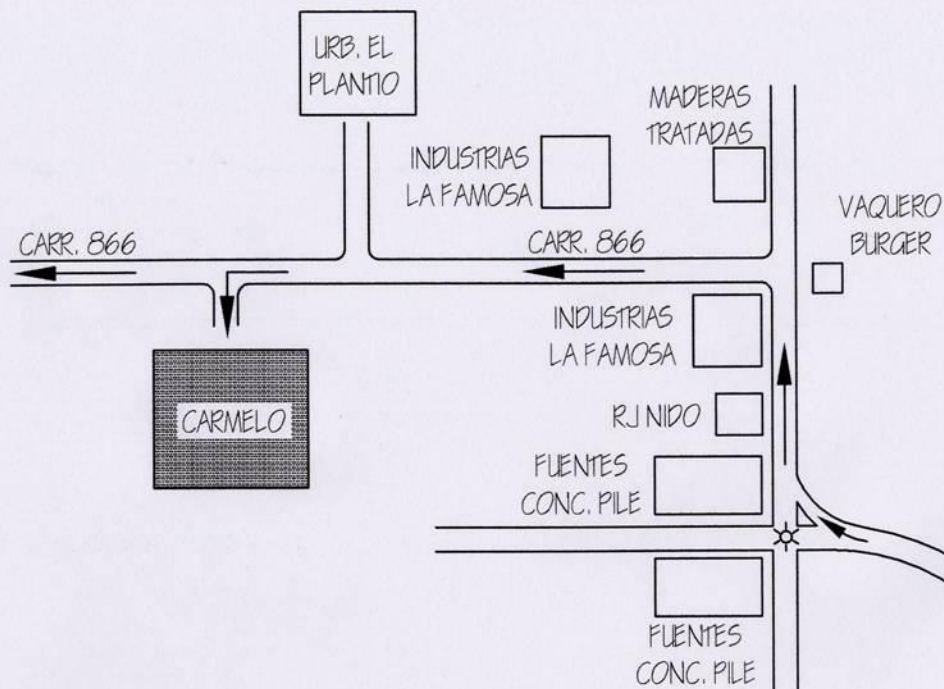 URB. EL
PLANTIO
MADERAS
TRATADAS
INDUSTRIAS
LA FAMOSA
VAQUERO
BURGER
CARR. 866
CARR. 866
INDUSTRIAS
LA FAMOSA
CARMELO
RJ NIDO
FUENTES
CONC. PILE
FUENTES
CONC. PILE